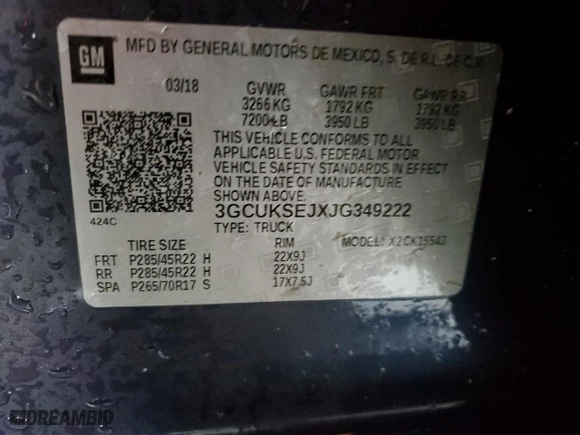 GM
MFD BY GENERAL MOTORS DE MEXICO, S. DE R.L. DE C.V.
03/18 GVWR GAWR FRT GAWR RR
3266 KG 1792 KG 1792 KG
7200 LB 3950 LB 3950 LB
THIS VEHICLE CONFORMS TO ALL
APPLICABLE U.S. FEDERAL MOTOR
VEHICLE SAFETY STANDARDS IN EFFECT
ON THE DATE OF MANUFACTURE
SHOWN ABOVE.
424C
3GCUKSEJXJG349222
TYPE: TRUCK
MODEL: X2CK15543
TIRE SIZE RIM
FRT P285/45R22 H 22X9J
RR P285/45R22 H 22X9J
SPA P265/70R17 S 17X7.5J
DREAMBID